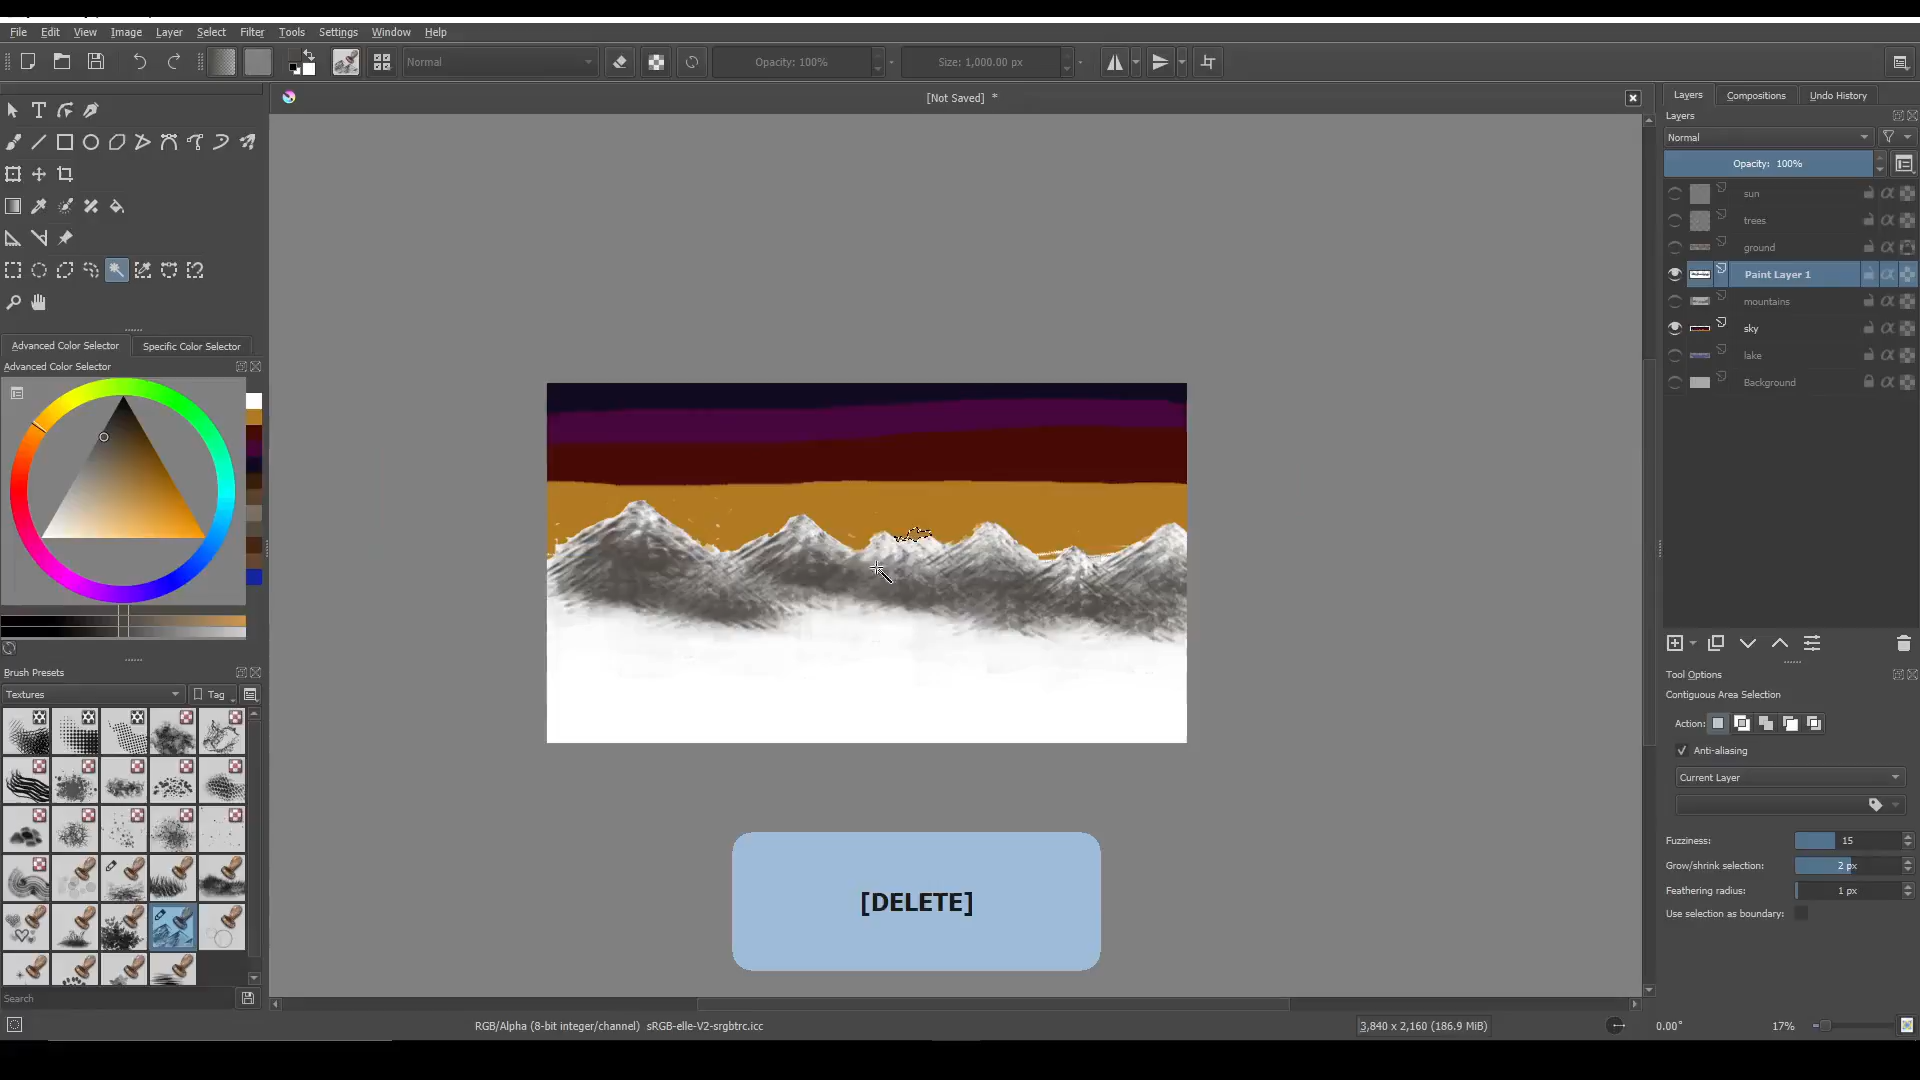 File Edit View Image Layer Filter Tools Settings Window Help
Normal
Opacity: 100%
Size: 1,000.00 px
[Not Saved] *
Layers Compositions Undo History
Layers
Normal
Opacity: 100%
sun
trees
ground
Paint Layer 1
mountains
sky
lake
Background
Advanced Color Selector Specific Color Selector
Advanced Color Selector
Brush Presets
Textures
Tag
Search
Tool Options
Contiguous Area Selection
Action:
Anti-aliasing
Current Layer
Fuzziness: 15
Grow/shrink selection: 2 px
Feathering radius: 1 px
Use selection as boundary:
[DELETE]
RGB/Alpha (8-bit integer/channel) sRGB-elle-V2-srgbtrc.icc
3,840 x 2,160 (186.9 MiB)
0.00°
17%